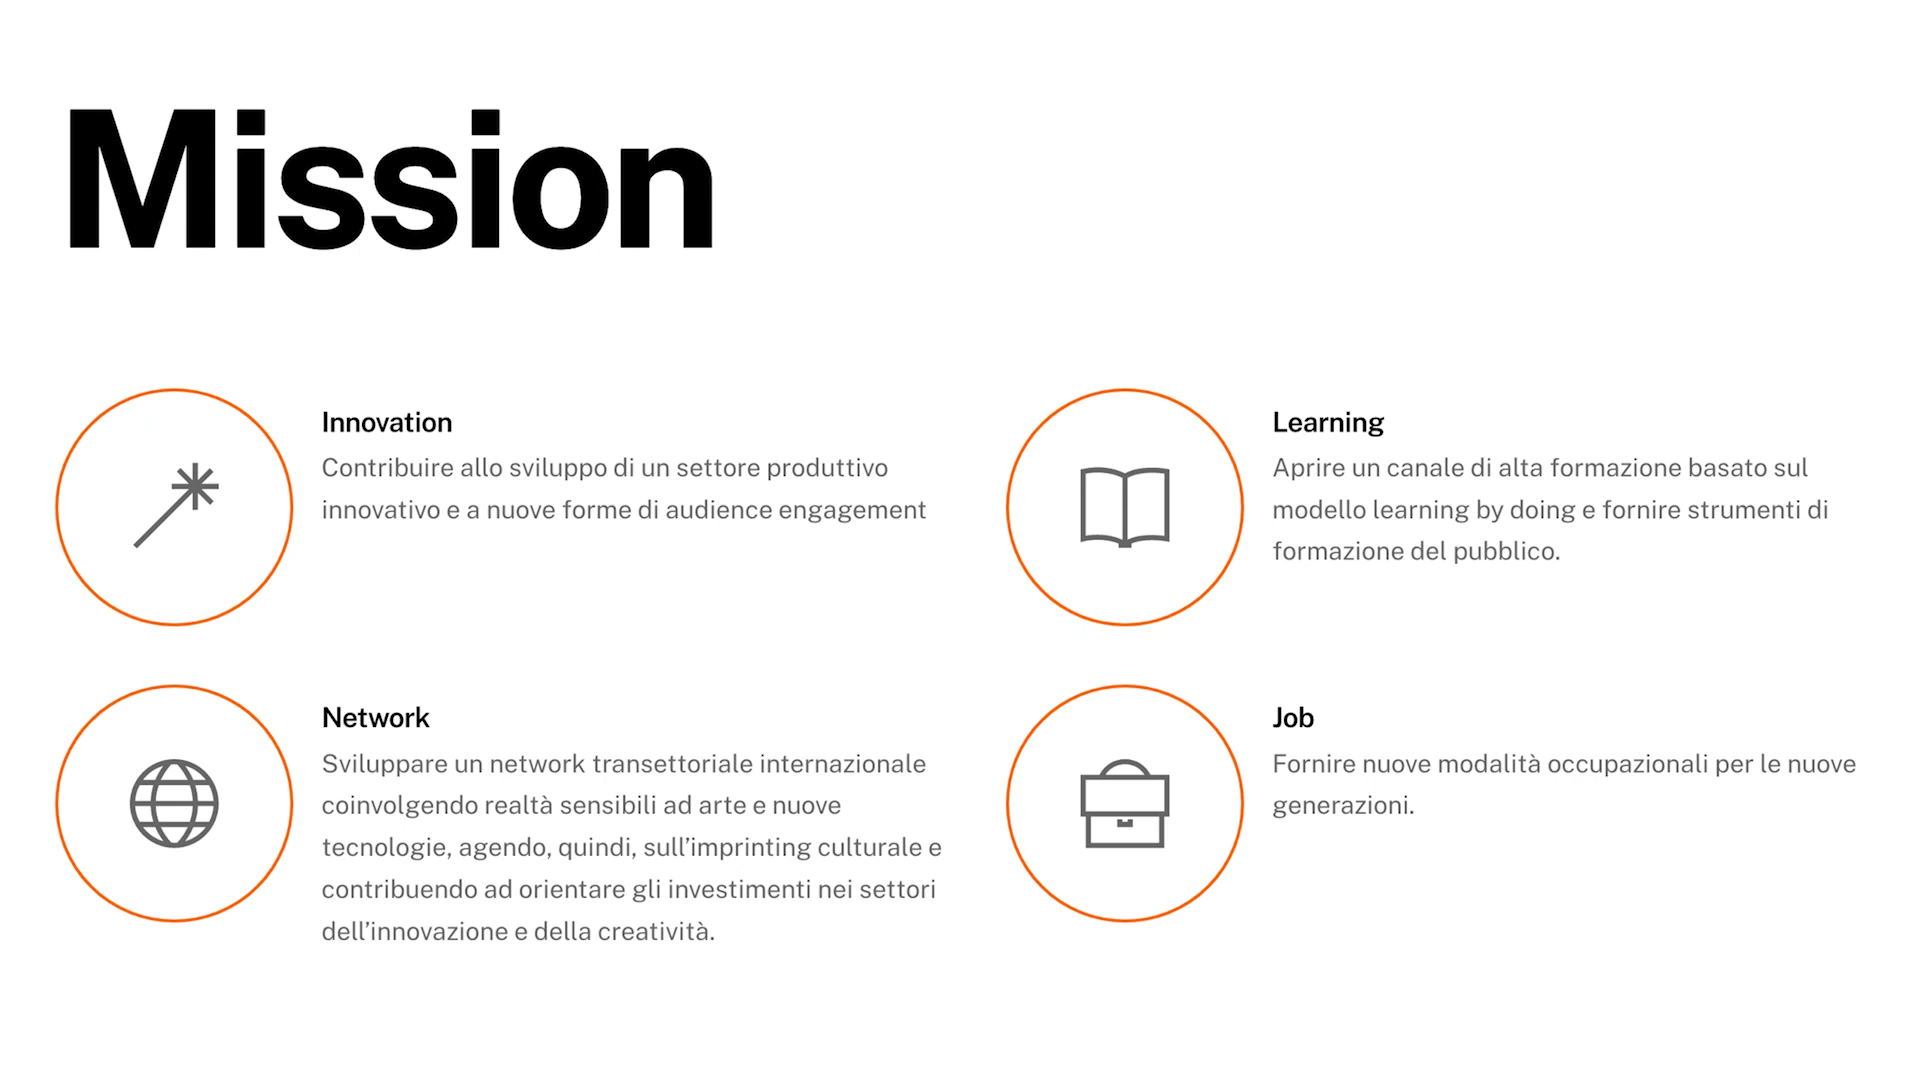 Mission
Innovation
Contribuire allo sviluppo di un settore produttivo
innovativo e a nuove forme di audience engagement
Learning
Aprire un canale di alta formazione basato sul
modello learning by doing e fornire strumenti di
formazione del pubblico.
Network
Sviluppare un network transettoriale internazionale
coinvolgendo realtà sensibili ad arte e nuove
tecnologie, agendo, quindi, sull’imprinting culturale e
contribuendo ad orientare gli investimenti nei settori
dell’innovazione e della creatività.
Job
Fornire nuove modalità occupazionali per le nuove
generazioni.